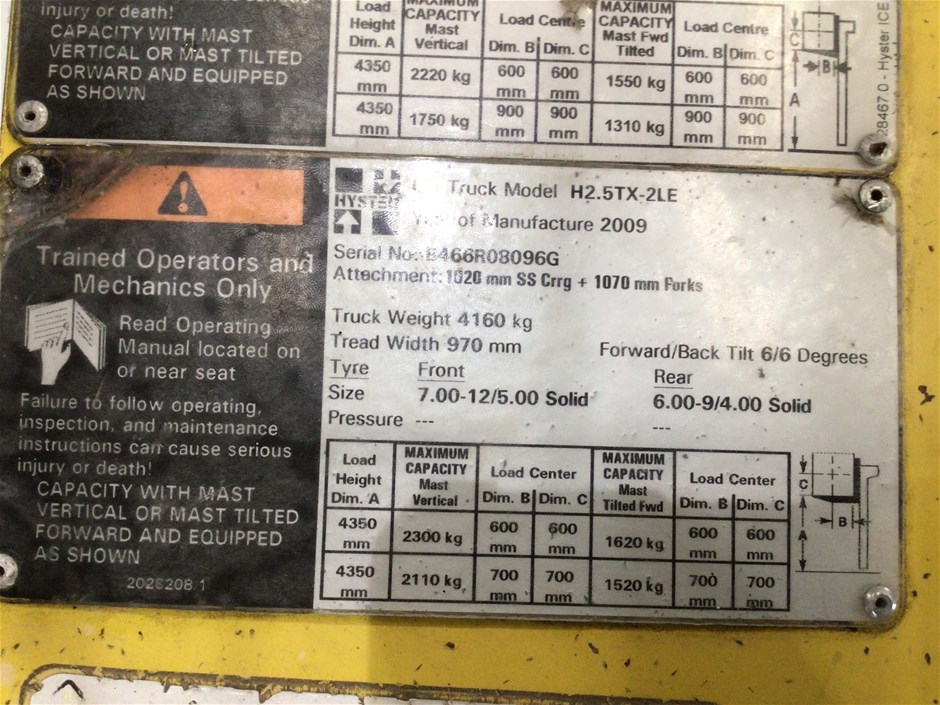 injury or death!
CAPACITY WITH MAST
VERTICAL OR MAST TILTED
FORWARD AND EQUIPPED
AS SHOWN
Load Height Dim. A | MAXIMUM CAPACITY Mast Vertical | Load Centre Dim. B Dim. C | MAXIMUM CAPACITY Mast Fwd Tilted | Load Centre Dim. B Dim. C
4350 mm | 2220 kg | 600 mm | 600 mm | 1550 kg | 600 mm | 600 mm
4350 mm | 1750 kg | 900 mm | 900 mm | 1310 kg | 900 mm | 900 mm
C
B
A
28467.0 - Hyster ICE
Trained Operators and
Mechanics Only
Read Operating
Manual located on
or near seat
Failure to follow operating,
inspection, and maintenance
instructions can cause serious
injury or death!
CAPACITY WITH MAST
VERTICAL OR MAST TILTED
FORWARD AND EQUIPPED
AS SHOWN
HYSTER
Truck Model H2.5TX-2LE
of Manufacture 2009
Serial No. E466R08096G
Attachment: 1020 mm SS Crrg + 1070 mm Forks
Truck Weight 4160 kg
Tread Width 970 mm
Forward/Back Tilt 6/6 Degrees
Tyre Front Rear
Size 7.00-12/5.00 Solid 6.00-9/4.00 Solid
Pressure --- ---
Load Height Dim. A | MAXIMUM CAPACITY Mast Vertical | Load Center Dim. B Dim. C | MAXIMUM CAPACITY Mast Tilted Fwd | Load Center Dim. B Dim. C
4350 mm | 2300 kg | 600 mm | 600 mm | 1620 kg | 600 mm | 600 mm
4350 mm | 2110 kg | 700 mm | 700 mm | 1520 kg | 700 mm | 700 mm
C
B
A